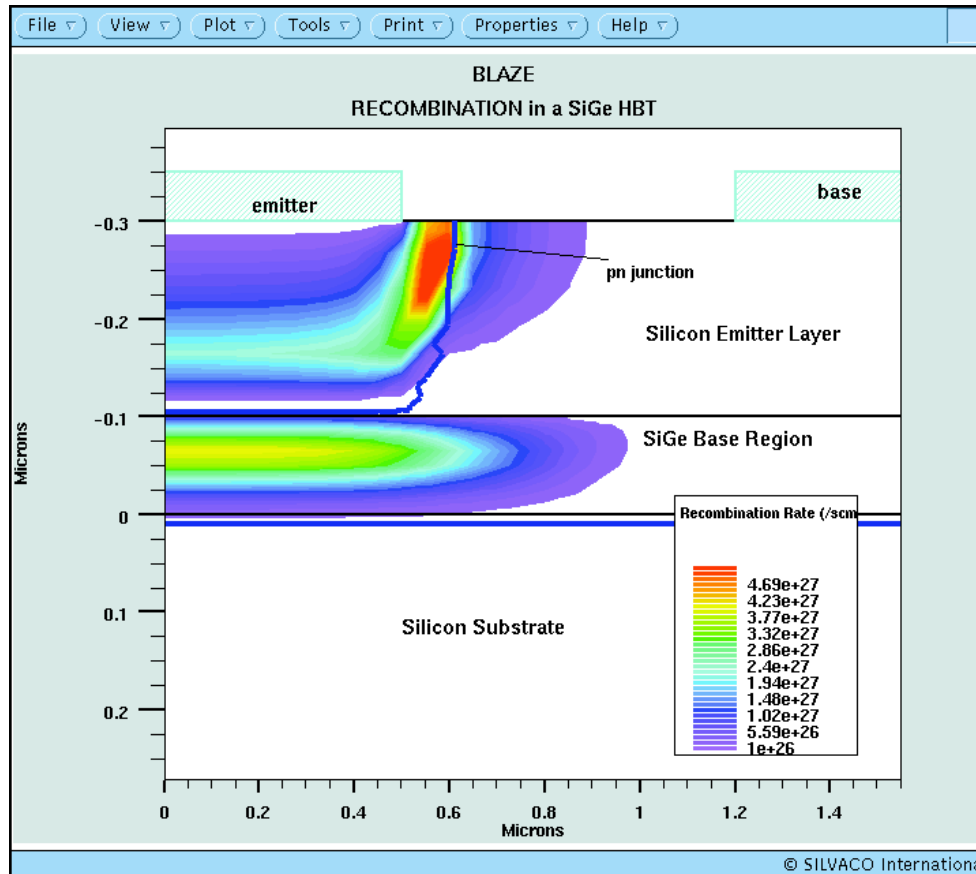 File View Plot Tools Print Properties Help
BLAZE
RECOMBINATION in a SiGe HBT
emitter
base
pn junction
Silicon Emitter Layer
SiGe Base Region
Silicon Substrate
Recombination Rate (/scm
4.69e+27
4.23e+27
3.77e+27
3.32e+27
2.86e+27
2.4e+27
1.94e+27
1.48e+27
1.02e+27
5.59e+26
1e+26
Microns
-0.3
-0.2
-0.1
0
0.1
0.2
0 0.2 0.4 0.6 0.8 1 1.2 1.4
Microns
© SILVACO Internationa